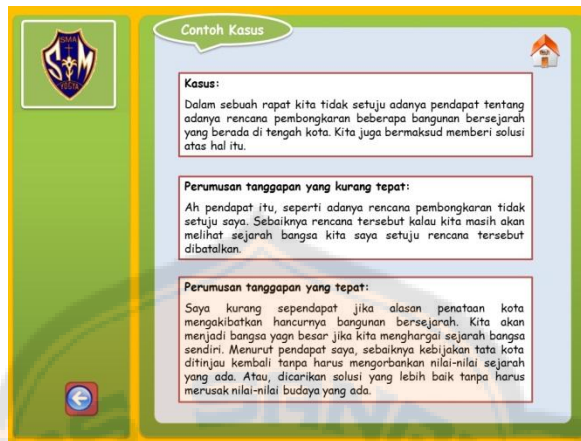 SMA
YOGYA
Contoh Kasus
Kasus:
Dalam sebuah rapat kita tidak setuju adanya pendapat tentang
adanya rencana pembongkaran beberapa bangunan bersejarah
yang berada di tengah kota. Kita juga bermaksud memberi solusi
atas hal itu.
Perumusan tanggapan yang kurang tepat:
Ah pendapat itu, seperti adanya rencana pembongkaran tidak
setuju saya. Sebaiknya rencana tersebut kalau kita masih akan
melihat sejarah bangsa kita saya setuju rencana tersebut
dibatalkan.
Perumusan tanggapan yang tepat:
Saya kurang sependapat jika alasan penataan kota
mengakibatkan hancurnya bangunan bersejarah. Kita akan
menjadi bangsa yagn besar jika kita menghargai sejarah bangsa
sendiri. Menurut pendapat saya, sebaiknya kebijakan tata kota
ditinjau kembali tanpa harus mengorbankan nilai-nilai sejarah
yang ada. Atau, dicarikan solusi yang lebih baik tanpa harus
merusak nilai-nilai budaya yang ada.